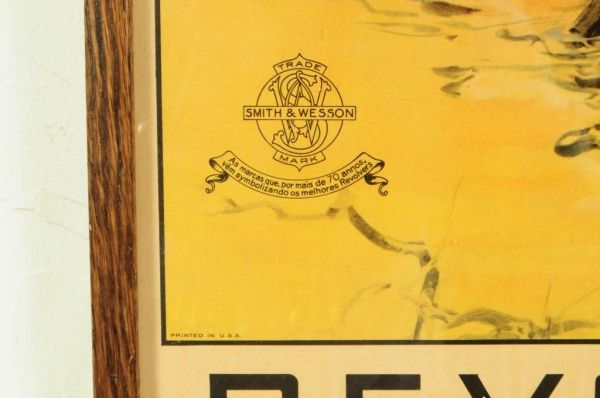 TRADE
SMITH & WESSON
MARK
As marcas que, por mais de 70 annos,
vêm symbolizando os melhores Revolvers
PRINTED IN U.S.A.